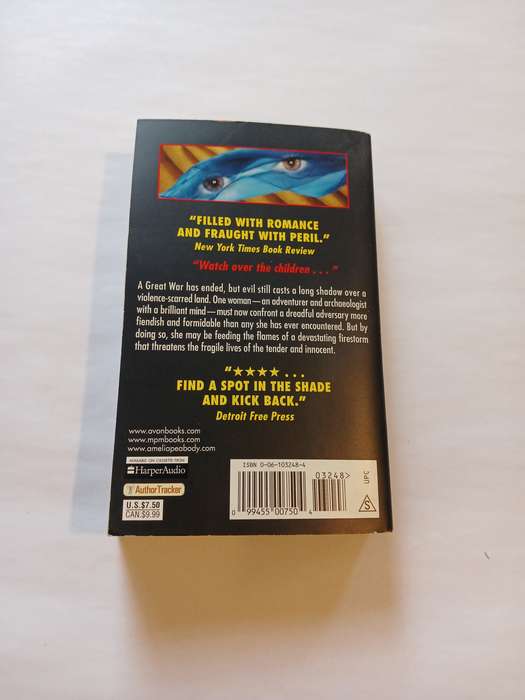 “FILLED WITH ROMANCE
AND FRAUGHT WITH PERIL.”
New York Times Book Review
“Watch over the children . . . ”
A Great War has ended, but evil still casts a long shadow over a
violence-scarred land. One woman—an adventurer and archaeologist
with a brilliant mind—must now confront a dreadful adversary more
fiendish and formidable than any she has ever encountered. But by
doing so, she may be feeding the flames of a devastating firestorm
that threatens the fragile lives of the tender and innocent.
“★★★★ . . .
FIND A SPOT IN THE SHADE
AND KICK BACK.”
Detroit Free Press
www.avonbooks.com
www.mpmbooks.com
www.ameliapeabody.com
AVAILABLE ON CASSETTE FROM
HarperAudio
AuthorTracker
U.S.$7.50
CAN.$9.99
ISBN 0-06-103248-4
03248>
0 99455 00750 4
UPC
S